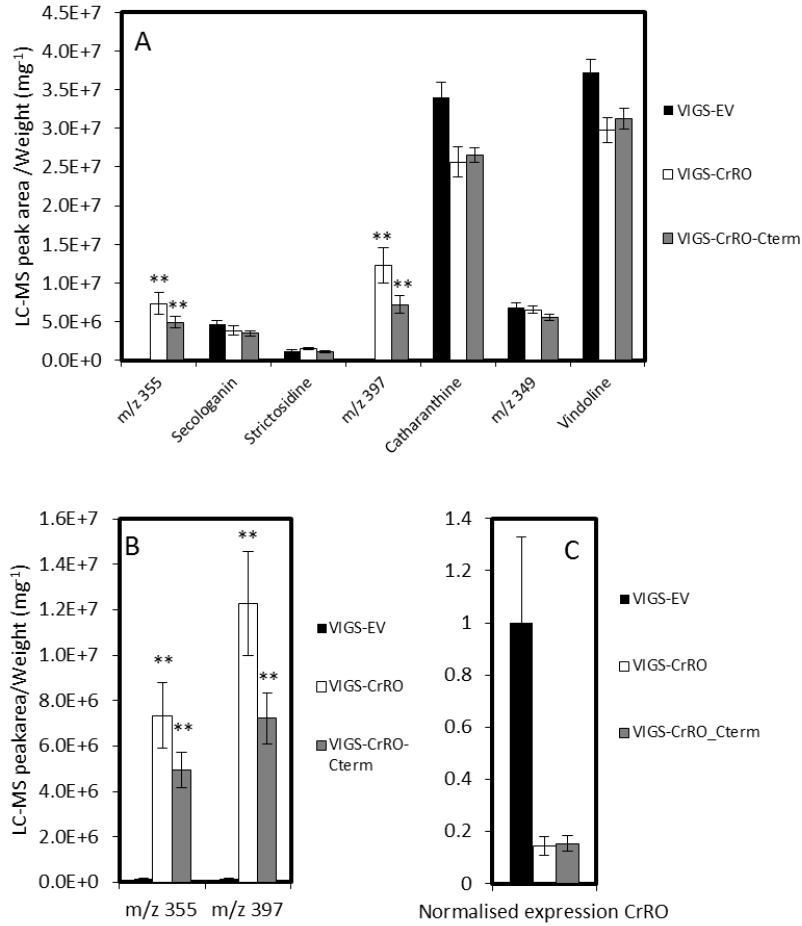 A
LC-MS peak area /Weight (mg-1)
4.5E+7
4.0E+7
3.5E+7
3.0E+7
2.5E+7
2.0E+7
1.5E+7
1.0E+7
5.0E+6
0.0E+0
** ** ** **
m/z 355
Secologanin
Strictosidine
m/z 397
Catharanthine
m/z 349
Vindoline
VIGS-EV
VIGS-CrRO
VIGS-CrRO-Cterm
B
LC-MS peakarea/Weight (mg-1)
1.6E+7
1.4E+7
1.2E+7
1.0E+7
8.0E+6
6.0E+6
4.0E+6
2.0E+6
0.0E+0
** ** ** **
m/z 355 m/z 397
VIGS-EV
VIGS-CrRO
VIGS-CrRO-
Cterm
C
1.4
1.2
1
0.8
0.6
0.4
0.2
0
Normalised expression CrRO
VIGS-EV
VIGS-CrRO
VIGS-CrRO_Cterm